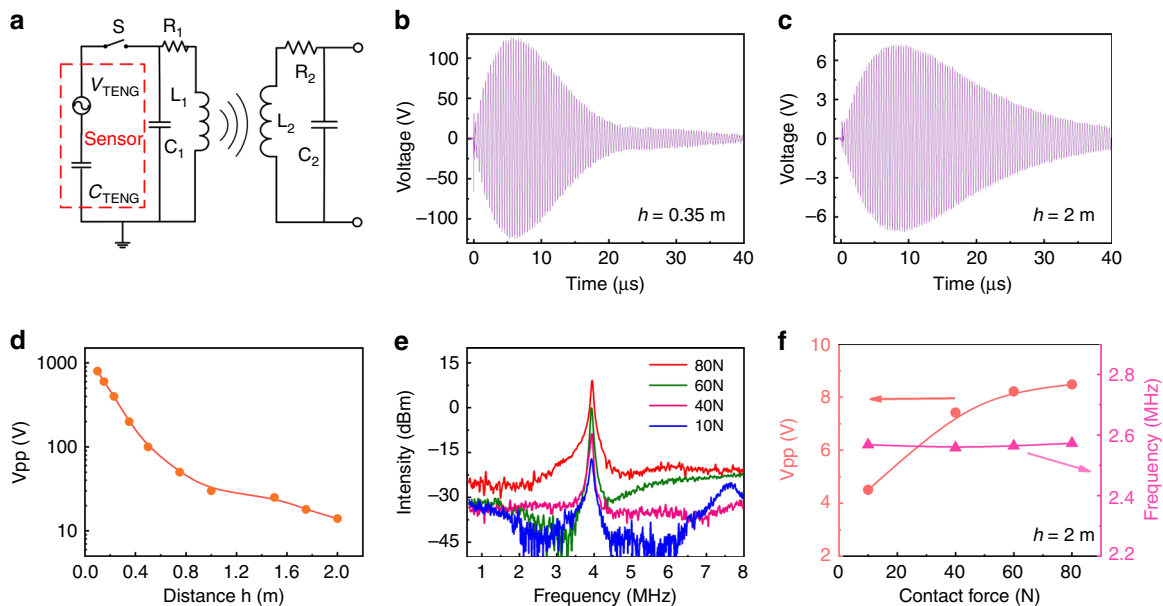 a
S
R1
VTENG
L1
Sensor
C1
CTENG
R2
L2
C2
b
Voltage (V)
100
50
0
−50
−100
h = 0.35 m
0 10 20 30 40
Time (μs)
c
Voltage (V)
6
3
0
−3
−6
h = 2 m
0 10 20 30 40
Time (μs)
d
Vpp (V)
1000
100
10
0.0 0.4 0.8 1.2 1.6 2.0
Distance h (m)
e
Intensity (dBm)
15
0
−15
−30
−45
80N
60N
40N
10N
1 2 3 4 5 6 7 8
Frequency (MHz)
f
Vpp (V)
10
8
6
4
2
2.8
2.6
2.4
2.2
Frequency (MHz)
h = 2 m
0 20 40 60 80
Contact force (N)